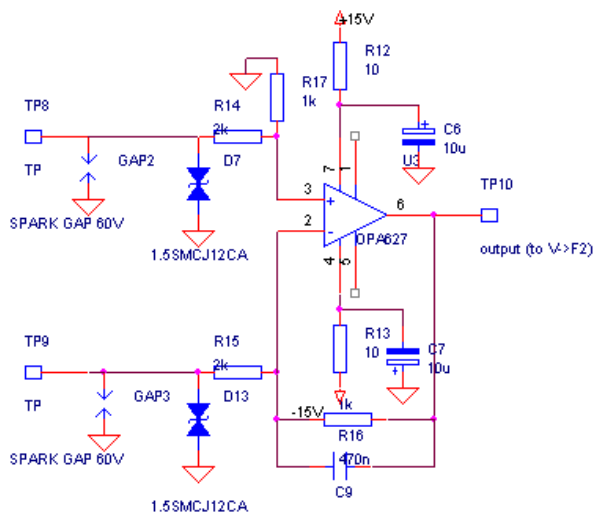 +15V
R12
10
R17
1k
TP8
R14
2k
C6
10u
TP
GAP2
D7
7
1
U3
SPARK GAP 60V
3
+
6
TP10
2
-
OPA627
1.5SMCJ12CA
4
5
output (to V->F2)
TP9
R15
2k
R13
10
C7
10u
TP
GAP3
D13
-15V
1k
R16
SPARK GAP 60V
470n
C9
1.5SMCJ12CA